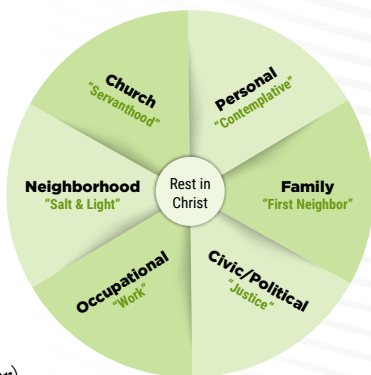 Church
"Servanthood"
Personal
"Contemplative"
Neighborhood
"Salt & Light"
Rest in
Christ
Family
"First Neighbor"
Occupational
"Work"
Civic/Political
"Justice"